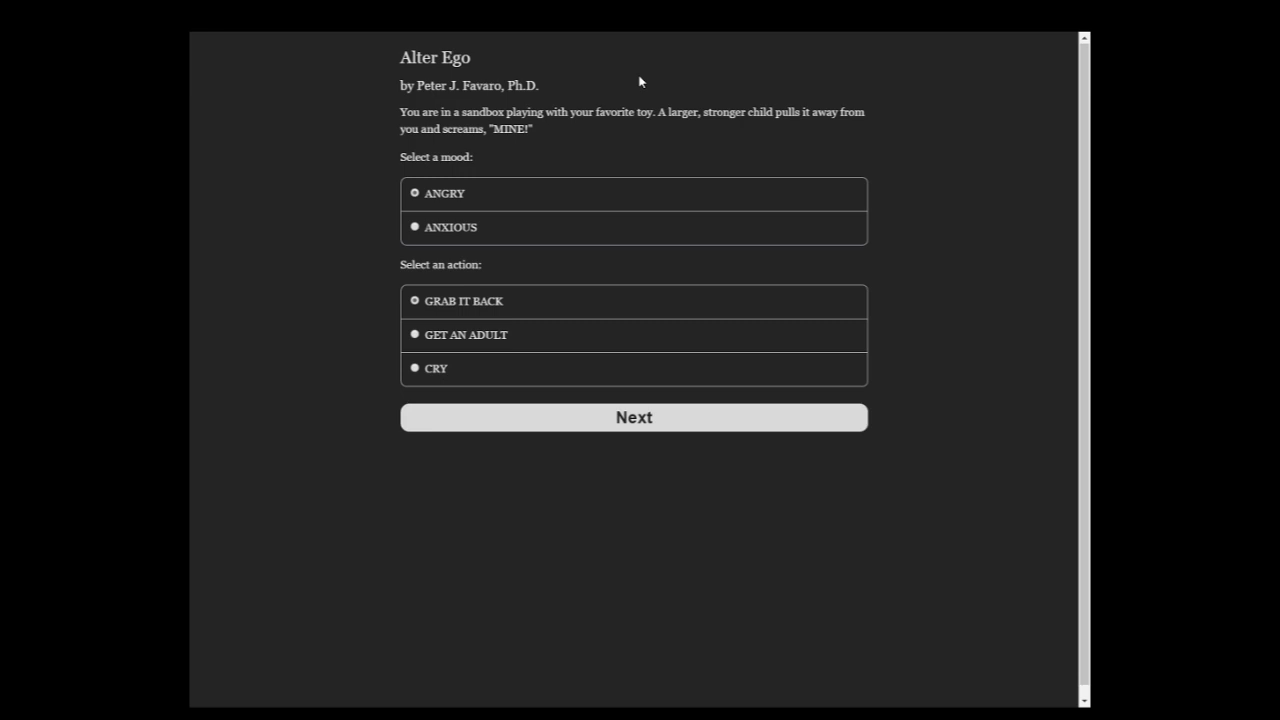 Alter Ego
by Peter J. Favaro, Ph.D.
You are in a sandbox playing with your favorite toy. A larger, stronger child pulls it away from
you and screams, "MINE!"
Select a mood:
ANGRY
ANXIOUS
Select an action:
GRAB IT BACK
GET AN ADULT
CRY
Next